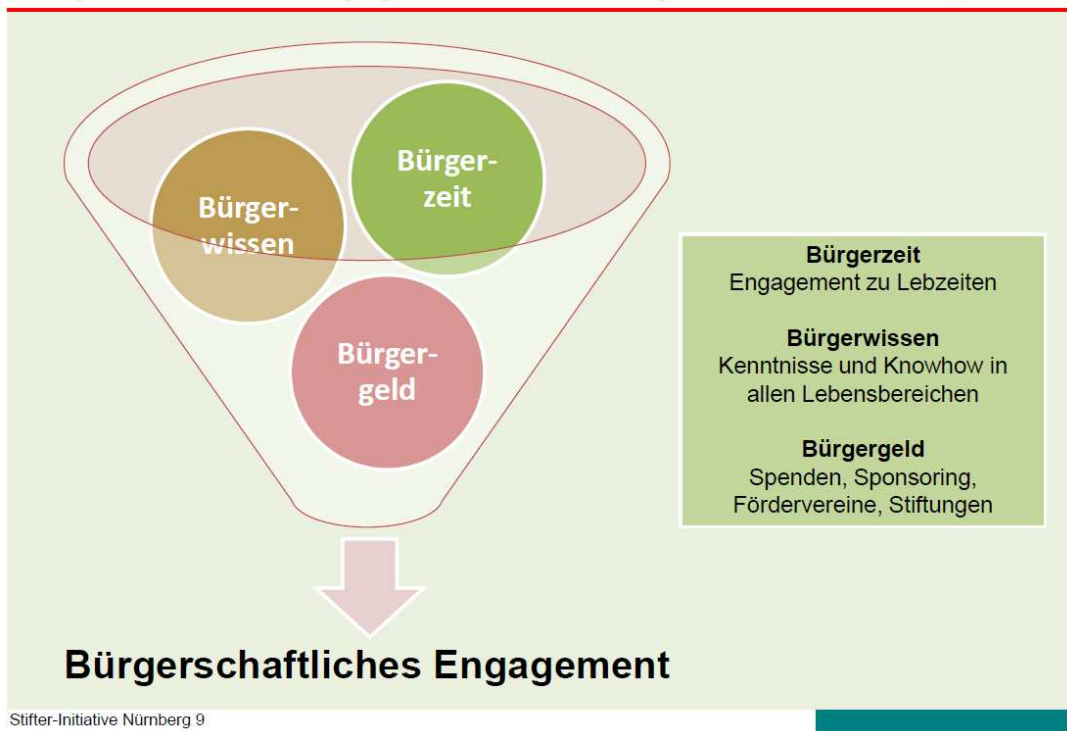 Bürger-
zeit
Bürger-
wissen
Bürger-
geld
Bürgerzeit
Engagement zu Lebzeiten
Bürgerwissen
Kenntnisse und Knowhow in
allen Lebensbereichen
Bürgergeld
Spenden, Sponsoring,
Fördervereine, Stiftungen
Bürgerschaftliches Engagement
Stifter-Initiative Nürnberg 9